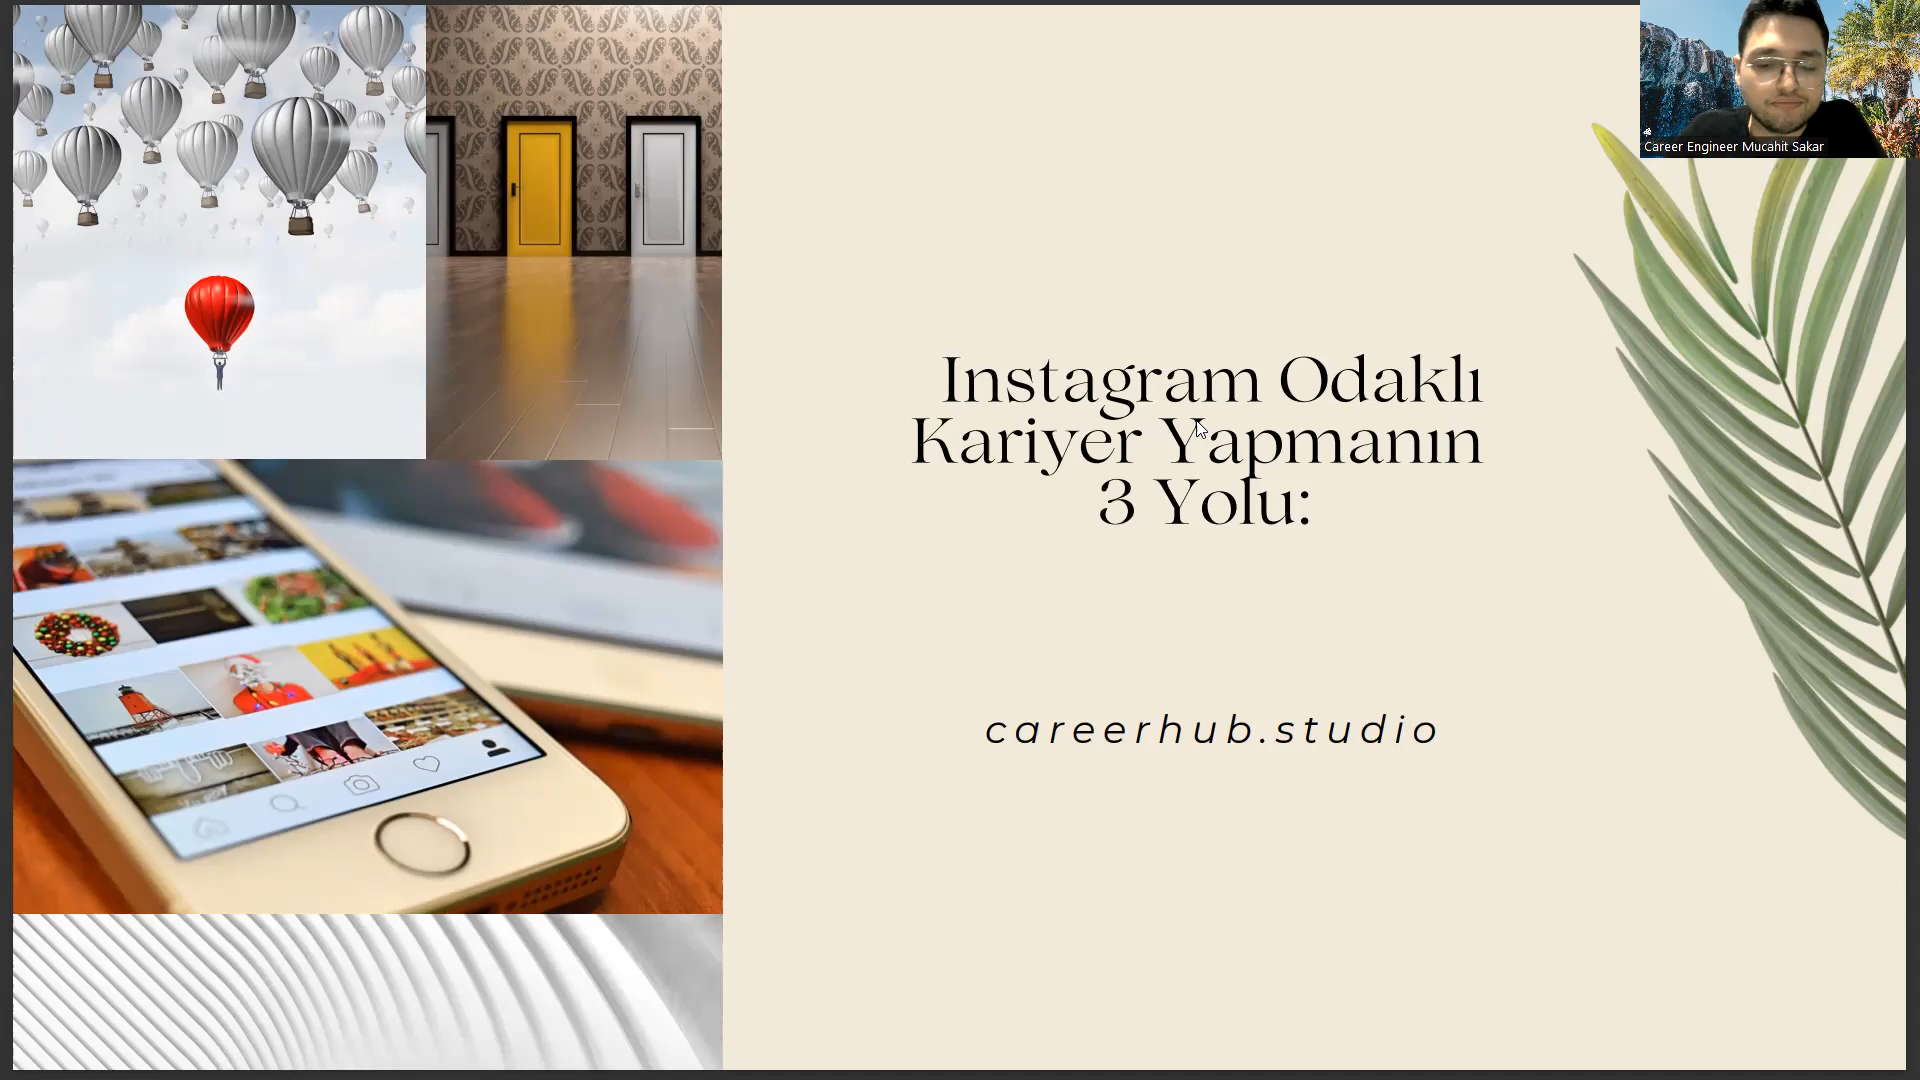 Career Engineer Mucahit Sakar
Instagram Odaklı
Kariyer Yapmanın
3 Yolu:
careerhub.studio